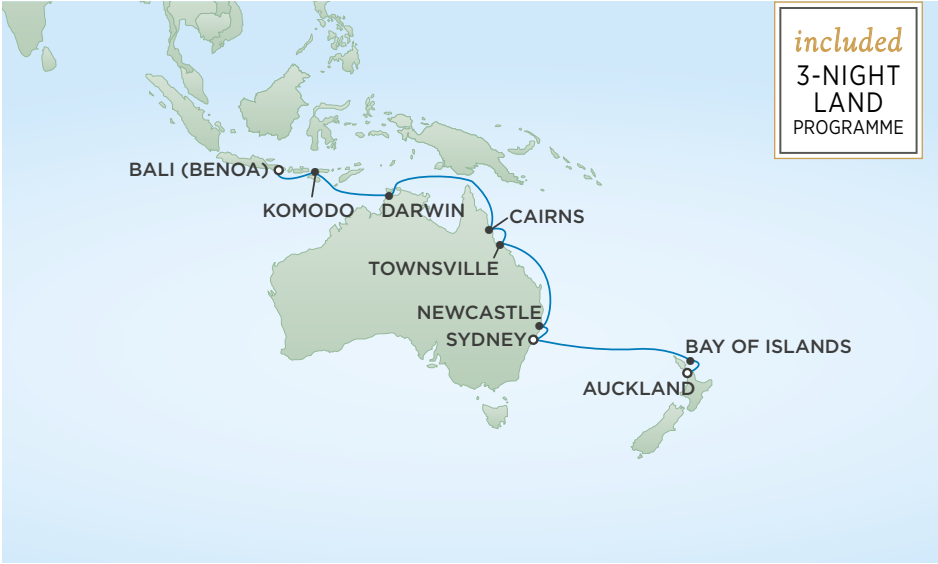 included
3-NIGHT
LAND
PROGRAMME
BALI (BENOA)
KOMODO
DARWIN
CAIRNS
TOWNSVILLE
NEWCASTLE
SYDNEY
BAY OF ISLANDS
AUCKLAND